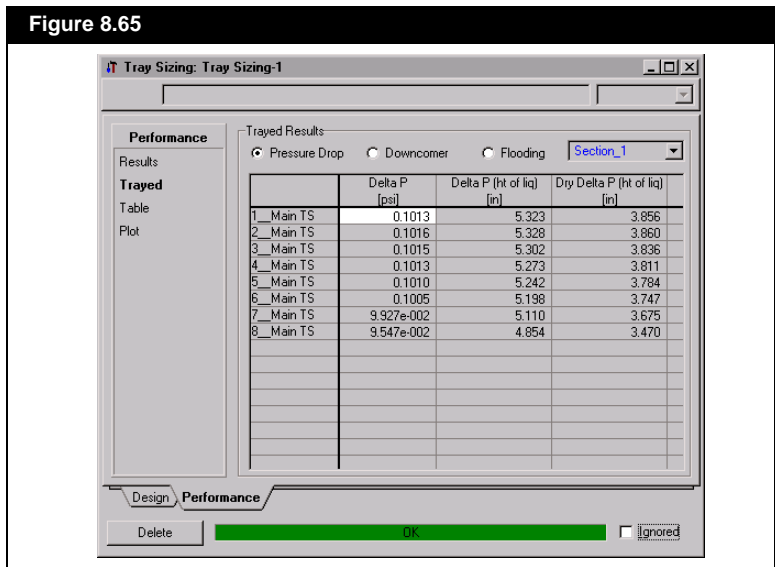 Figure 8.65
Tray Sizing: Tray Sizing-1
Performance
Results
Trayed
Table
Plot
Trayed Results
Pressure Drop Downcomer Flooding Section_1
Delta P [psi] Delta P (ht of liq) [in] Dry Delta P (ht of liq) [in]
1__Main TS 0.1013 5.323 3.856
2__Main TS 0.1016 5.328 3.860
3__Main TS 0.1015 5.302 3.836
4__Main TS 0.1013 5.273 3.811
5__Main TS 0.1010 5.242 3.784
6__Main TS 0.1005 5.198 3.747
7__Main TS 9.927e-002 5.110 3.675
8__Main TS 9.547e-002 4.854 3.470
Design Performance
Delete OK Ignored